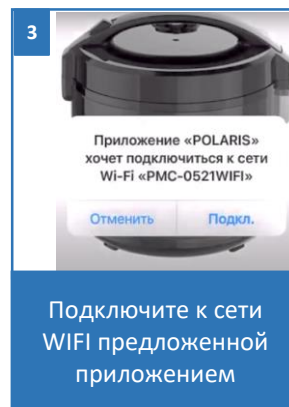 3
Приложение «POLARIS»
хочет подключиться к сети
Wi-Fi «PMC-0521WIFI»
Отменить Подкл.
Подключите к сети
WIFI предложенной
приложением